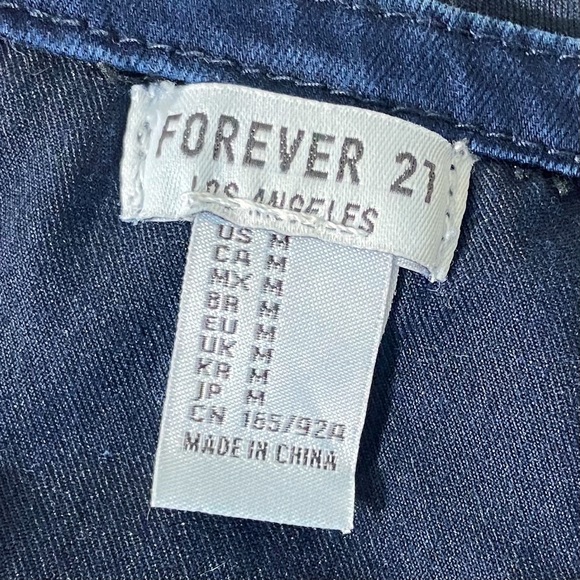 FOREVER 21
LOS ANGELES
US M
CA M
MX M
BR M
EU M
UK M
KR M
JP M
CN 165/92A
MADE IN CHINA